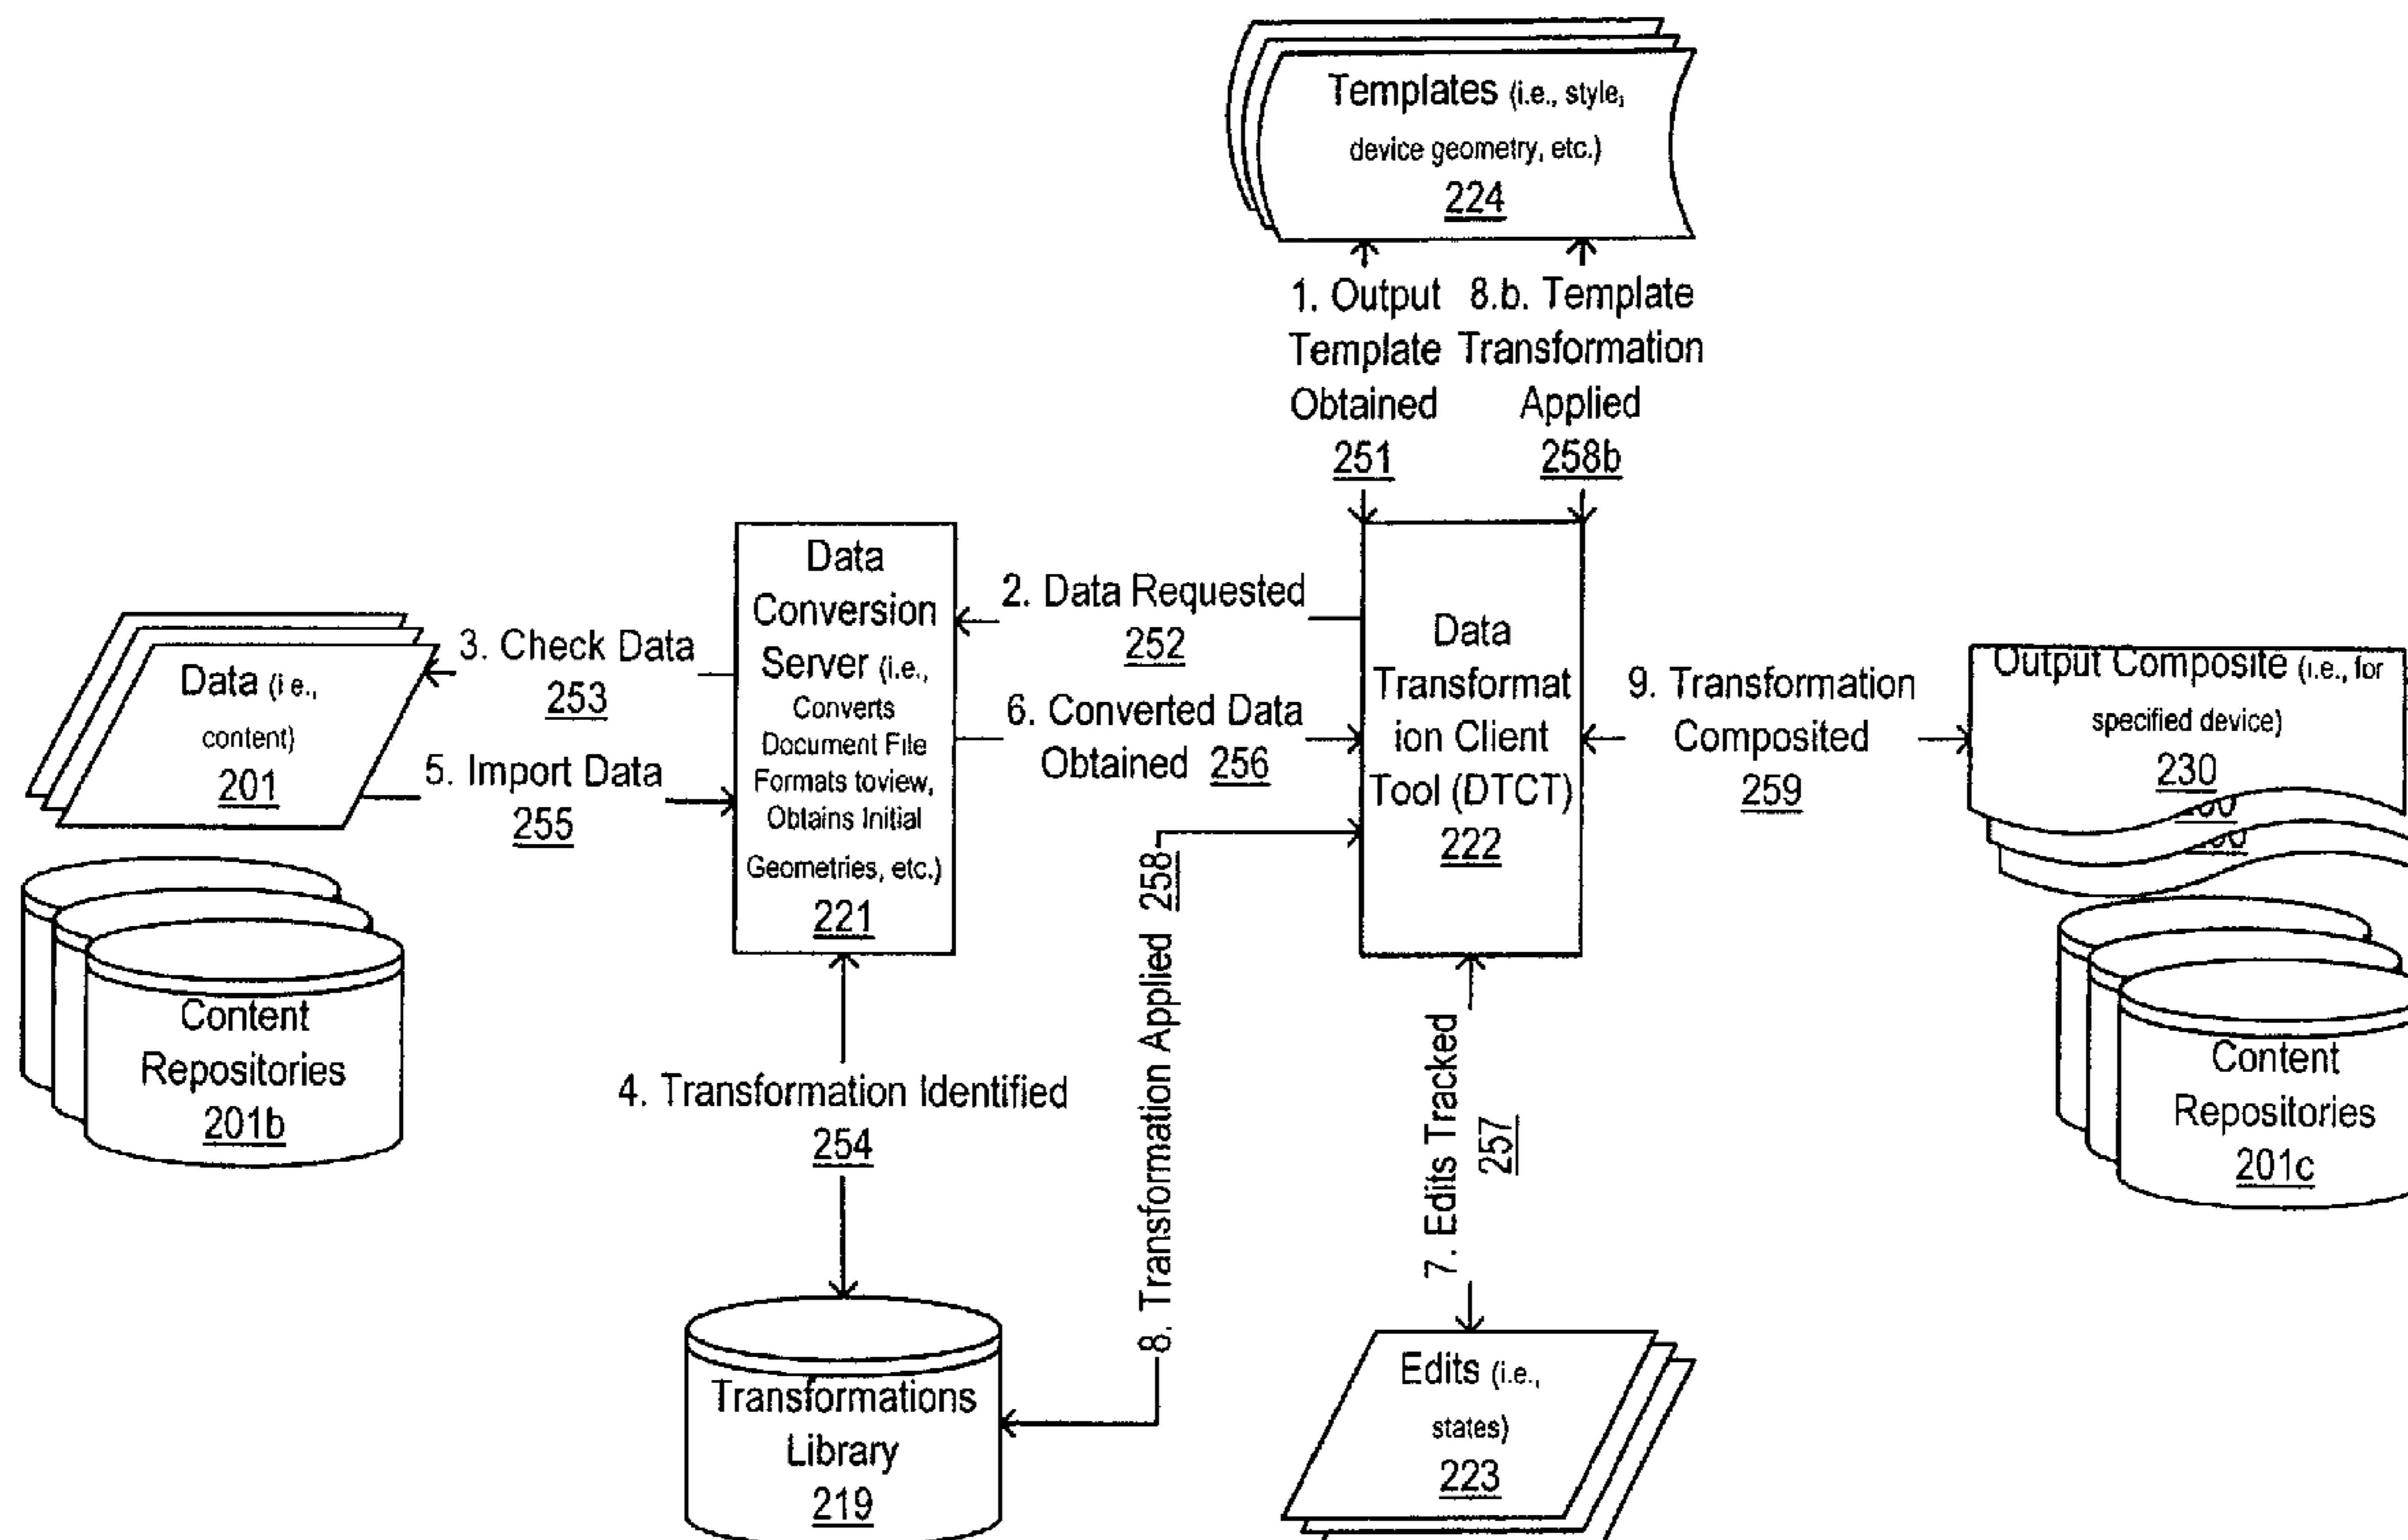 Templates (i.e., style,
device geometry, etc.)
224
1. Output
Template
Obtained
251
8.b. Template
Transformation
Applied
258b
Data
Conversion
Server (i.e.,
Converts
Document File
Formats toview,
Obtains Initial
Geometries, etc.)
221
2. Data Requested
252
6. Converted Data
Obtained 256
Data
Transformat
ion Client
Tool (DTCT)
222
3. Check Data
253
Data (i e.,
content)
201
5. Import Data
255
9. Transformation
Composited
259
Output Composite (i.e., for
specified device)
230
Content
Repositories
201b
4. Transformation Identified
254
8. Transformation Applied 258
7. Edits Tracked
257
Content
Repositories
201c
Transformations
Library
219
Edits (i.e.,
states)
223